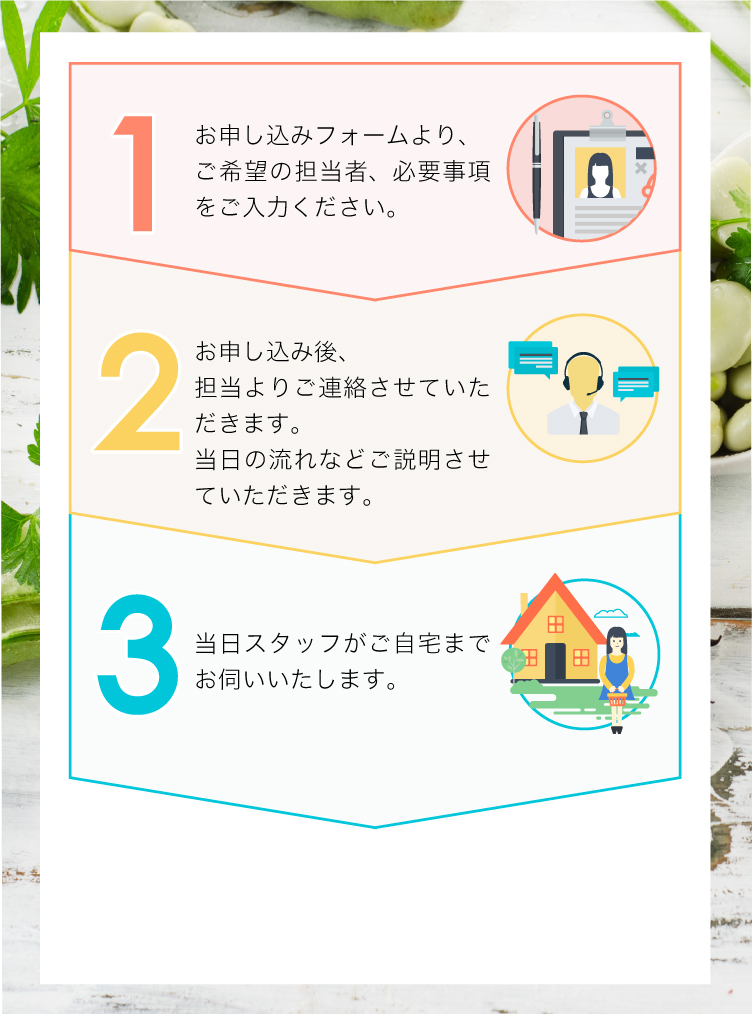 1
お申し込みフォームより、
ご希望の担当者、必要事項
をご入力ください。
2
お申し込み後、
担当よりご連絡させていた
だきます。
当日の流れなどご説明させ
ていただきます。
3
当日スタッフがご自宅まで
お伺いいたします。